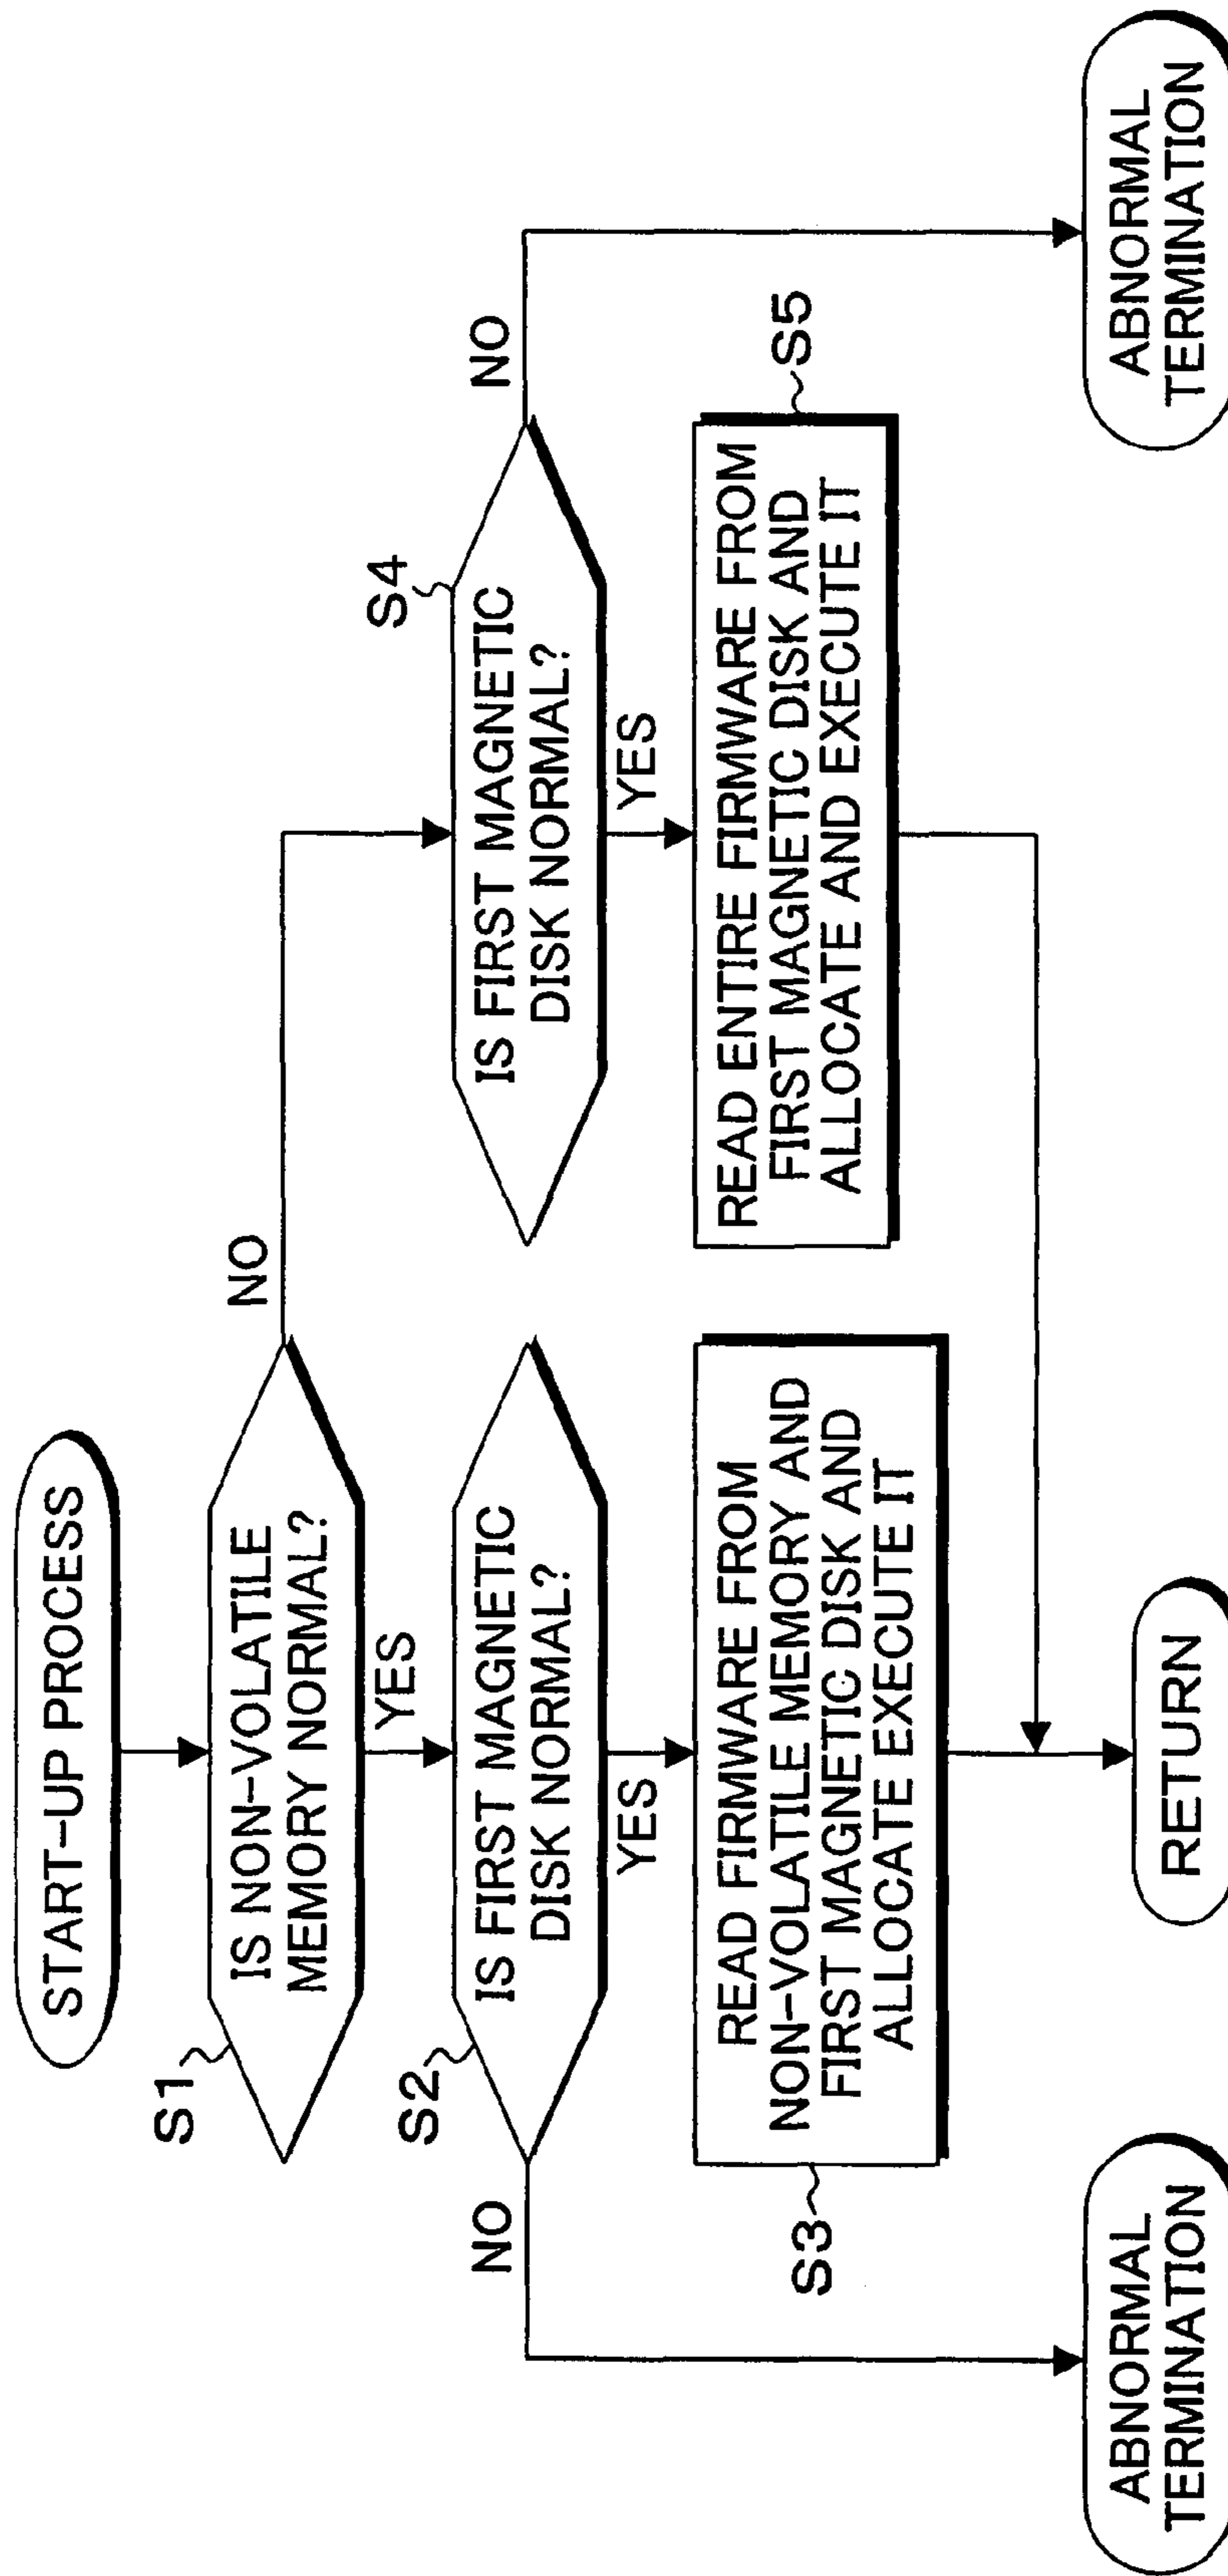 START-UP PROCESS
S1
IS NON-VOLATILE
MEMORY NORMAL?
NO
YES
S2
IS FIRST MAGNETIC
DISK NORMAL?
NO
YES
S4
IS FIRST MAGNETIC
DISK NORMAL?
NO
YES
S3
READ FIRMWARE FROM
NON-VOLATILE MEMORY AND
FIRST MAGNETIC DISK AND
ALLOCATE EXECUTE IT
S5
READ ENTIRE FIRMWARE FROM
FIRST MAGNETIC DISK AND
ALLOCATE AND EXECUTE IT
ABNORMAL
TERMINATION
RETURN
ABNORMAL
TERMINATION